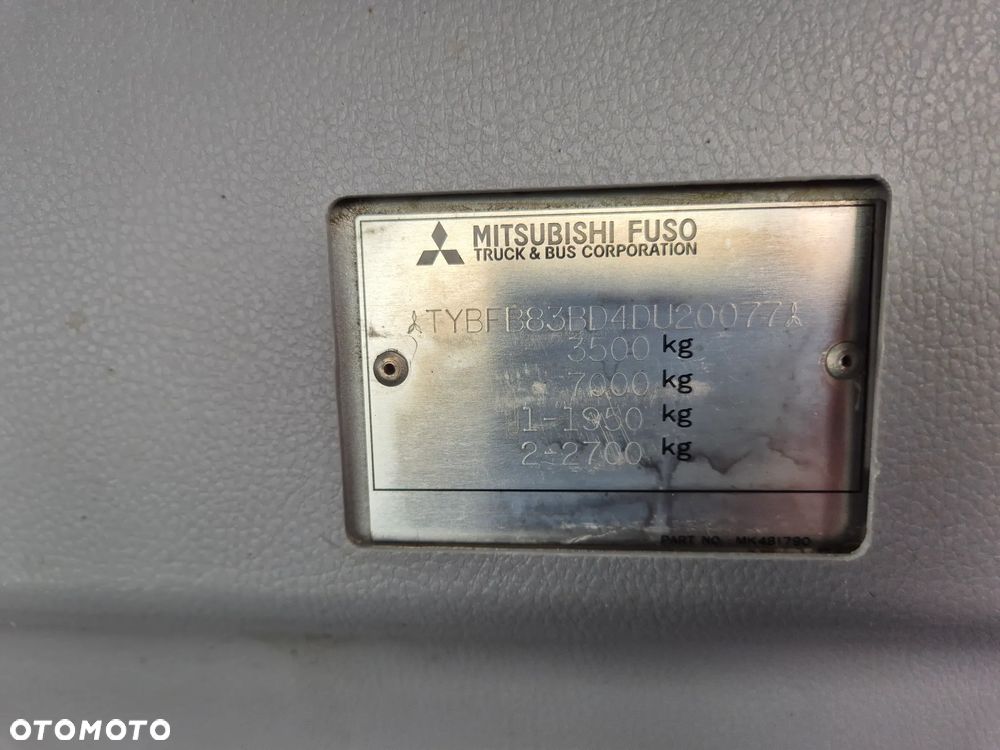 MITSUBISHI FUSO
TRUCK & BUS CORPORATION
TYBFB83BD4DU20077
3500 kg
7000 kg
1-1950 kg
2-2700 kg
PART NO. MK481790
OTOMOTO